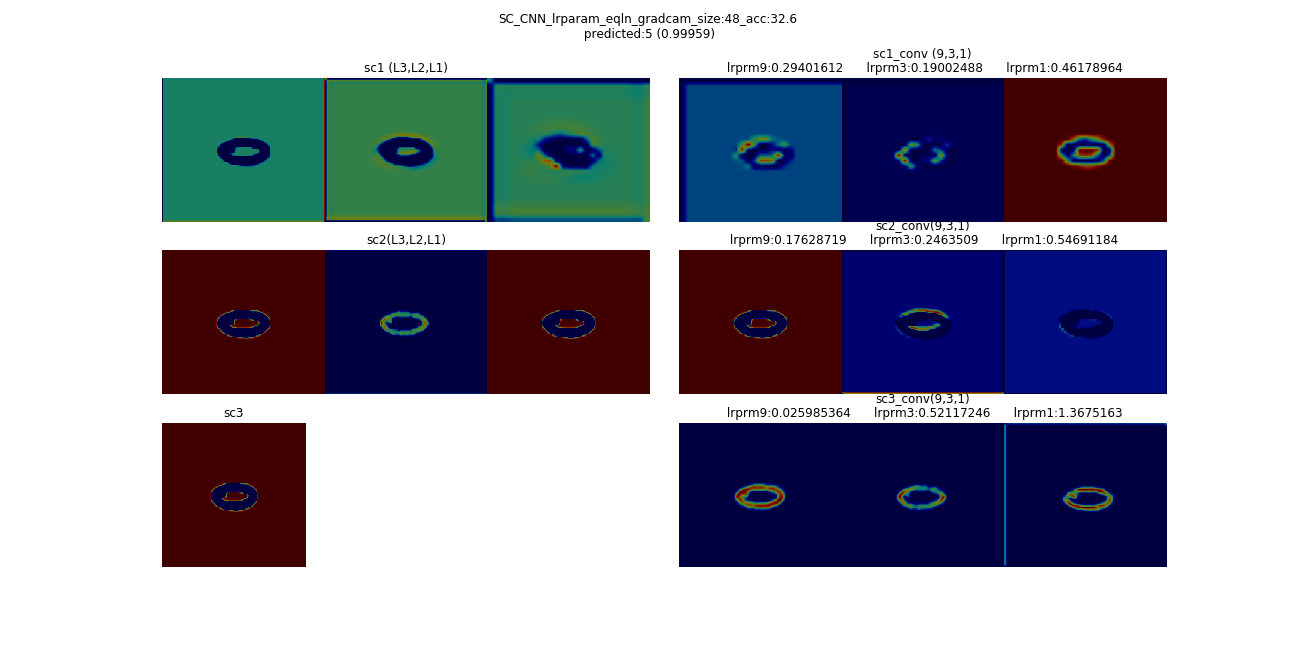 SC_CNN_lrparam_eqln_gradcam_size:48_acc:32.6
predicted:5 (0.99959)
sc1 (L3,L2,L1)
sc1_conv (9,3,1)
lrprm9:0.29401612 lrprm3:0.19002488 lrprm1:0.46178964
sc2(L3,L2,L1)
sc2_conv(9,3,1)
lrprm9:0.17628719 lrprm3:0.2463509 lrprm1:0.54691184
sc3
sc3_conv(9,3,1)
lrprm9:0.025985364 lrprm3:0.52117246 lrprm1:1.3675163